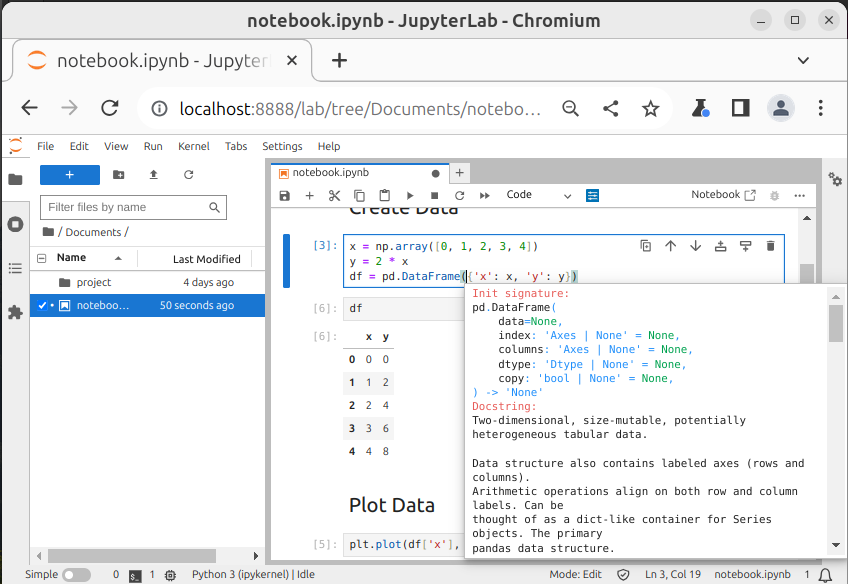 notebook.ipynb - JupyterLab - Chromium
notebook.ipynb - Jupyter
localhost:8888/lab/tree/Documents/notebo…
File Edit View Run Kernel Tabs Settings Help
Filter files by name
/ Documents /
Name Last Modified
project 4 days ago
noteboo… 50 seconds ago
notebook.ipynb
Code Notebook
Create Data
[3]: x = np.array([0, 1, 2, 3, 4])
y = 2 * x
df = pd.DataFrame({'x': x, 'y': y})
[6]: df
[6]: x y
0 0 0
1 1 2
2 2 4
3 3 6
4 4 8
Plot Data
[5]: plt.plot(df['x'],
Init signature:
pd.DataFrame(
data=None,
index: 'Axes | None' = None,
columns: 'Axes | None' = None,
dtype: 'Dtype | None' = None,
copy: 'bool | None' = None,
) -> 'None'
Docstring:
Two-dimensional, size-mutable, potentially
heterogeneous tabular data.
Data structure also contains labeled axes (rows and
columns).
Arithmetic operations align on both row and column
labels. Can be
thought of as a dict-like container for Series
objects. The primary
pandas data structure.
Simple 0 1 Python 3 (ipykernel) | Idle Mode: Edit Ln 3, Col 19 notebook.ipynb 1